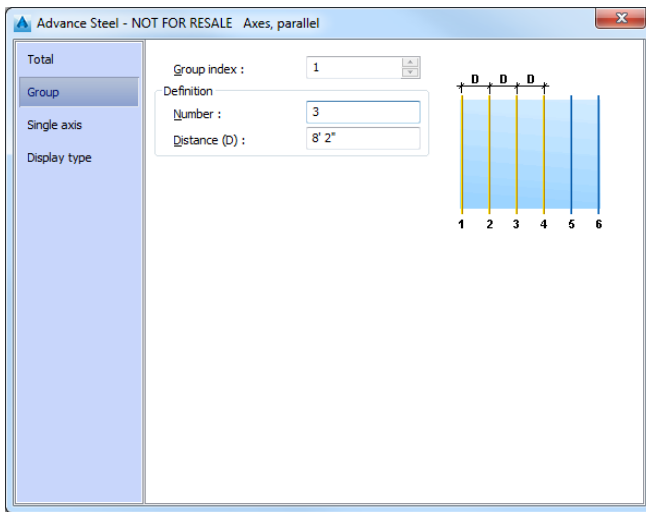 Advance Steel - NOT FOR RESALE Axes, parallel
Total
Group
Single axis
Display type
Group index : 1
Definition
Number : 3
Distance (D) : 8' 2"
D D D
1 2 3 4 5 6